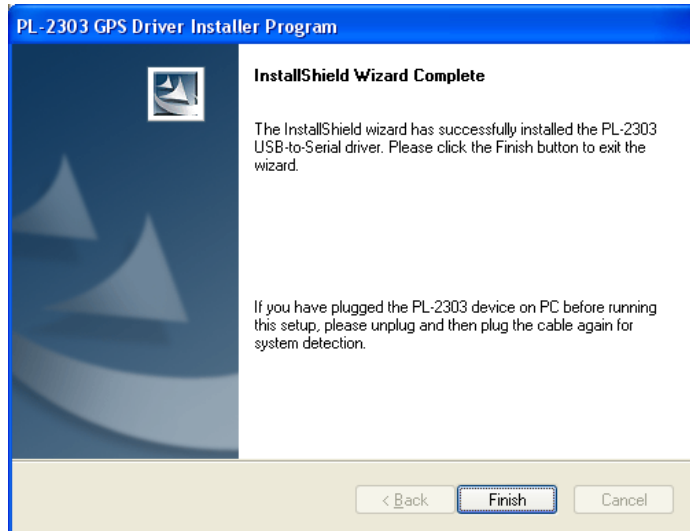 PL-2303 GPS Driver Installer Program
InstallShield Wizard Complete
The InstallShield wizard has successfully installed the PL-2303
USB-to-Serial driver. Please click the Finish button to exit the
wizard.
If you have plugged the PL-2303 device on PC before running
this setup, please unplug and then plug the cable again for
system detection.
< Back Finish Cancel